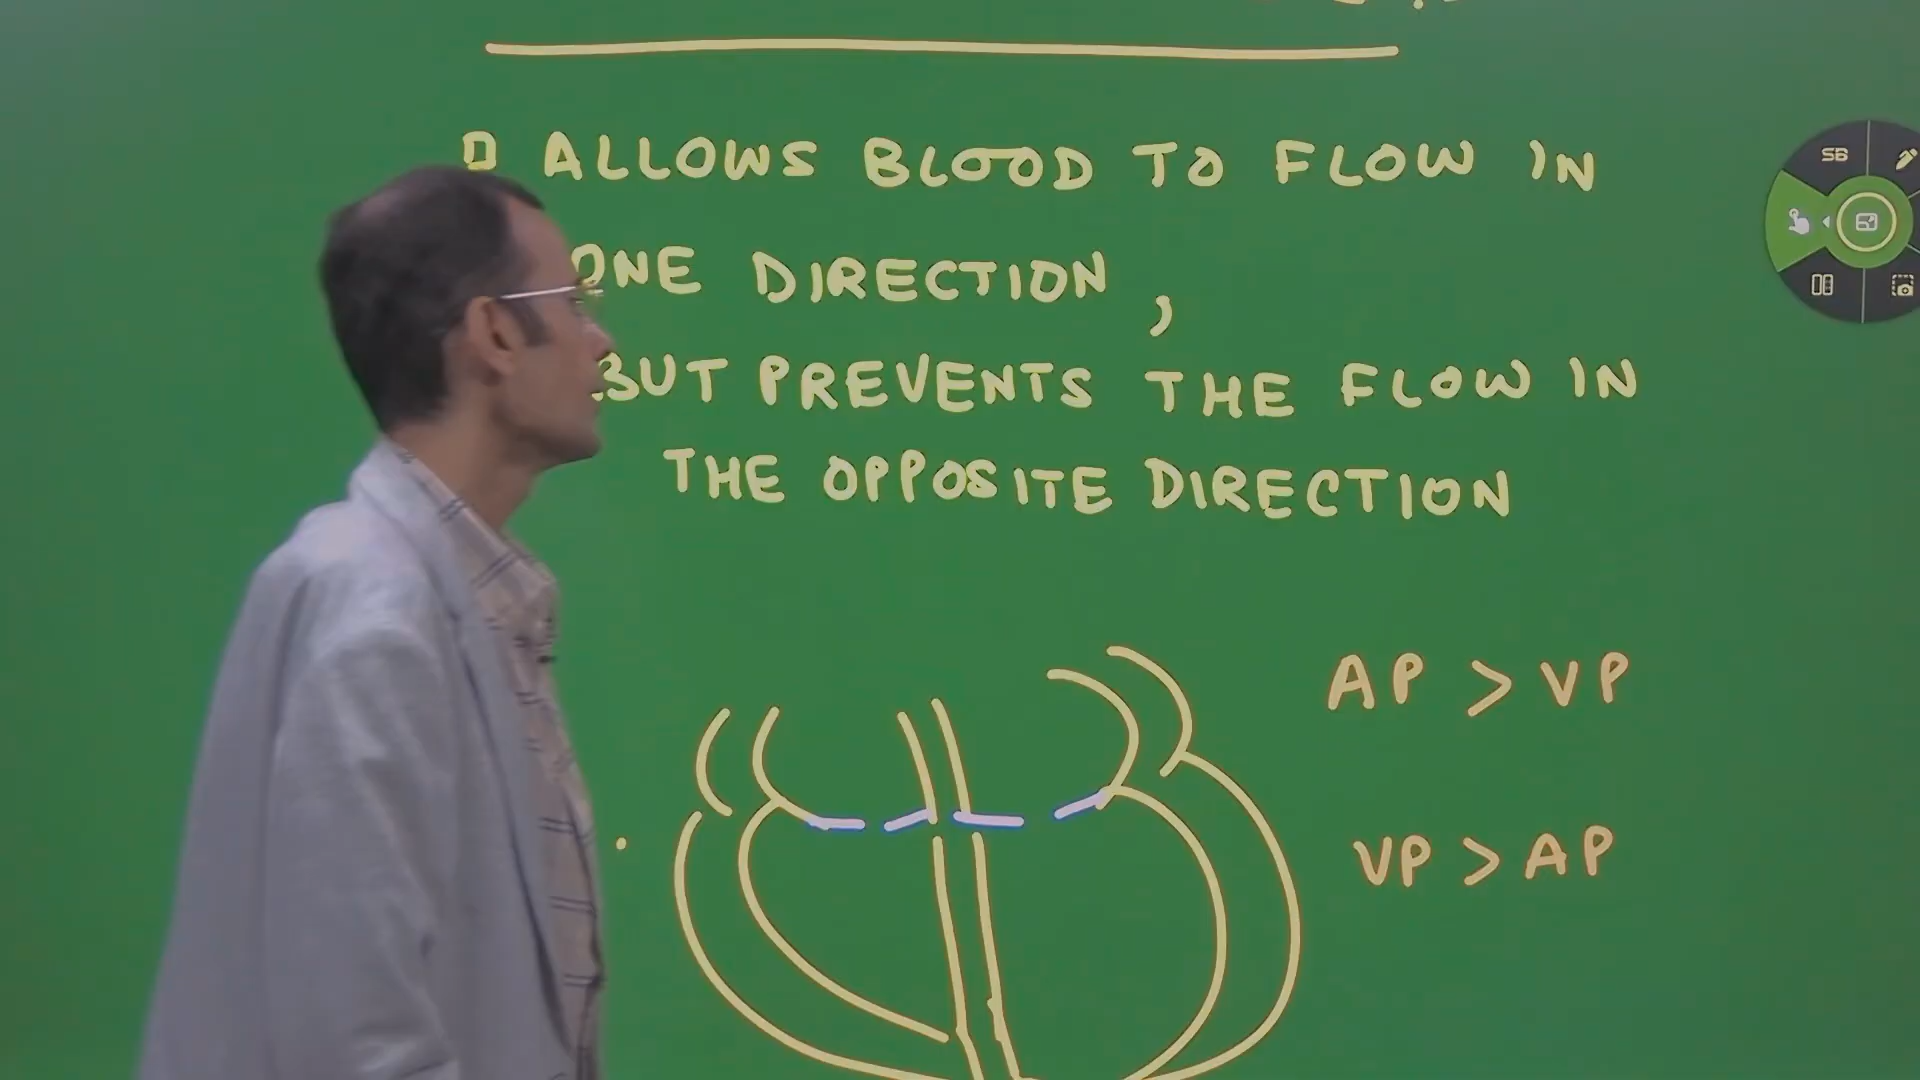 ALLOWS BLOOD TO FLOW IN
ONE DIRECTION,
BUT PREVENTS THE FLOW IN
THE OPPOSITE DIRECTION
AP > VP
VP > AP